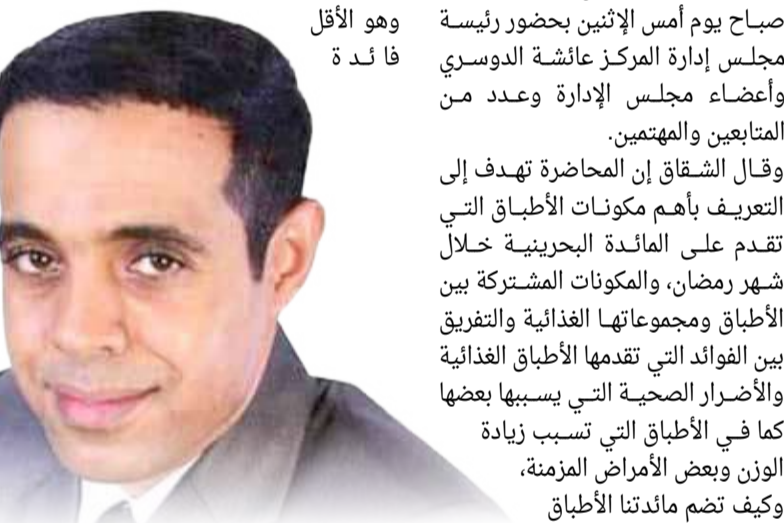 صباح يوم أمس الإثنين بحضور رئيسة
مجلس إدارة المركز عائشة الدوسري
وأعضاء مجلس الإدارة وعدد من
المتابعين والمهتمين.
وقال الشقاق إن المحاضرة تهدف إلى
التعريف بأهم مكونات الأطباق التي
تقدم على المائدة البحرينية خلال
شهر رمضان، والمكونات المشتركة بين
الأطباق ومجموعاتها الغذائية والتفريق
بين الفوائد التي تقدمها الأطباق الغذائية
والأضرار الصحية التي يسببها بعضها
كما في الأطباق التي تسبب زيادة
الوزن وبعض الأمراض المزمنة،
وكيف تضم مائدتنا الأطباق
وهو الأقل
فائدة